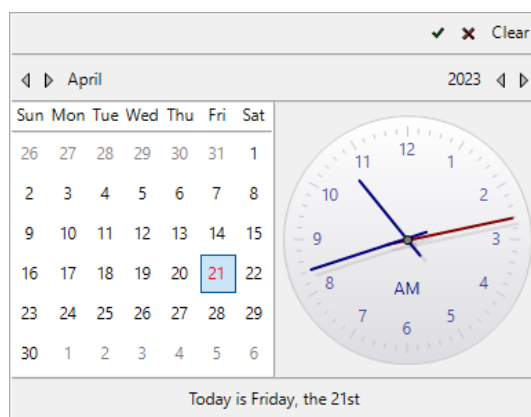 Clear
April 2023
Sun Mon Tue Wed Thu Fri Sat
26 27 28 29 30 31 1
2 3 4 5 6 7 8
9 10 11 12 13 14 15
16 17 18 19 20 21 22
23 24 25 26 27 28 29
30 1 2 3 4 5 6
12
11 1
10 2
9 3
8 4
AM
7 5
6
Today is Friday, the 21st